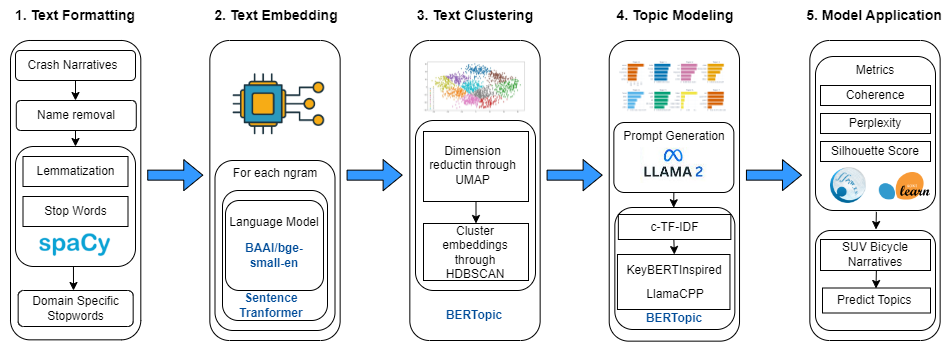 1. Text Formatting
Crash Narratives
Name removal
Lemmatization
Stop Words
spaCy
Domain Specific
Stopwords
2. Text Embedding
For each ngram
Language Model
BAAI/bge-
small-en
Sentence
Tranformer
3. Text Clustering
Dimension
reductin through
UMAP
Cluster
embeddings
through
HDBSCAN
BERTopic
4. Topic Modeling
Prompt Generation
LLAMA 2
c-TF-IDF
KeyBERTInspired
LlamaCPP
BERTopic
5. Model Application
Metrics
Coherence
Perplexity
Silhouette Score
learn
SUV Bicycle
Narratives
Predict Topics